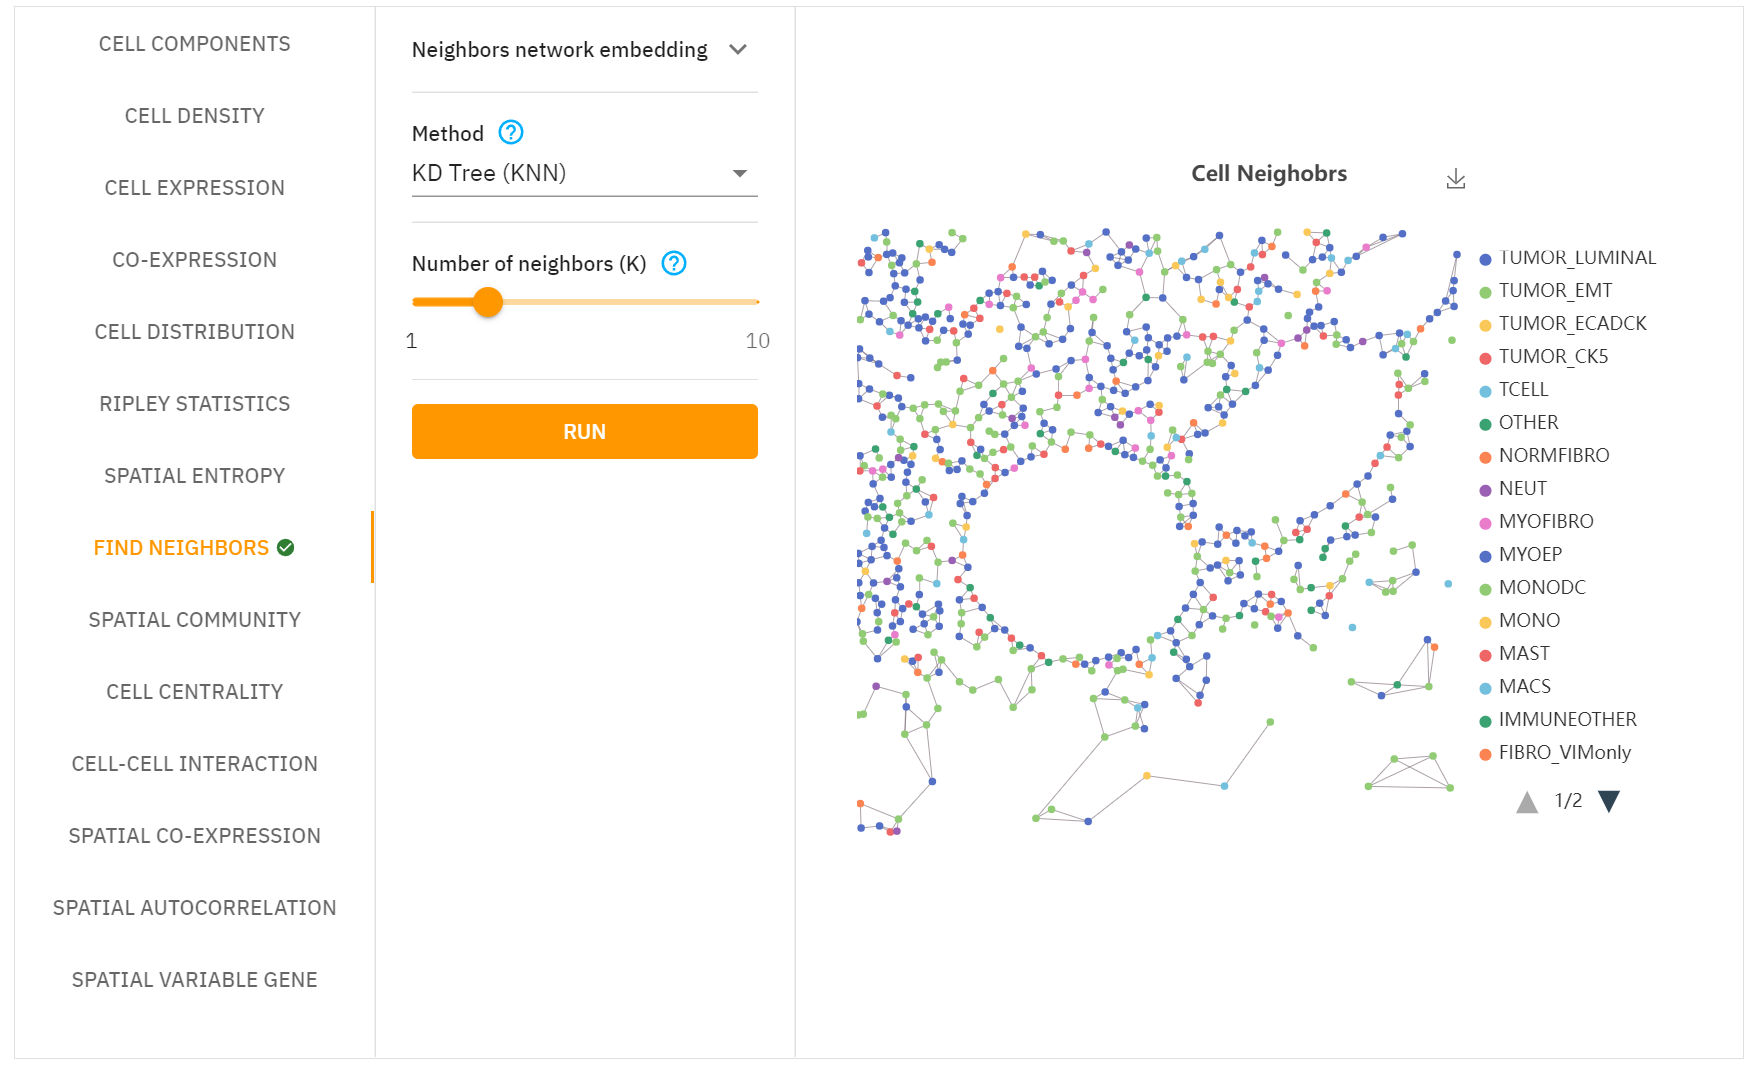 CELL COMPONENTS
CELL DENSITY
CELL EXPRESSION
CO-EXPRESSION
CELL DISTRIBUTION
RIPLEY STATISTICS
SPATIAL ENTROPY
FIND NEIGHBORS
SPATIAL COMMUNITY
CELL CENTRALITY
CELL-CELL INTERACTION
SPATIAL CO-EXPRESSION
SPATIAL AUTOCORRELATION
SPATIAL VARIABLE GENE
Neighbors network embedding
Method ?
KD Tree (KNN)
Number of neighbors (K) ?
1 10
RUN
Cell Neighobrs
TUMOR_LUMINAL
TUMOR_EMT
TUMOR_ECADCK
TUMOR_CK5
TCELL
OTHER
NORMFIBRO
NEUT
MYOFIBRO
MYOEP
MONODC
MONO
MAST
MACS
IMMUNEOTHER
FIBRO_VIMonly
1/2